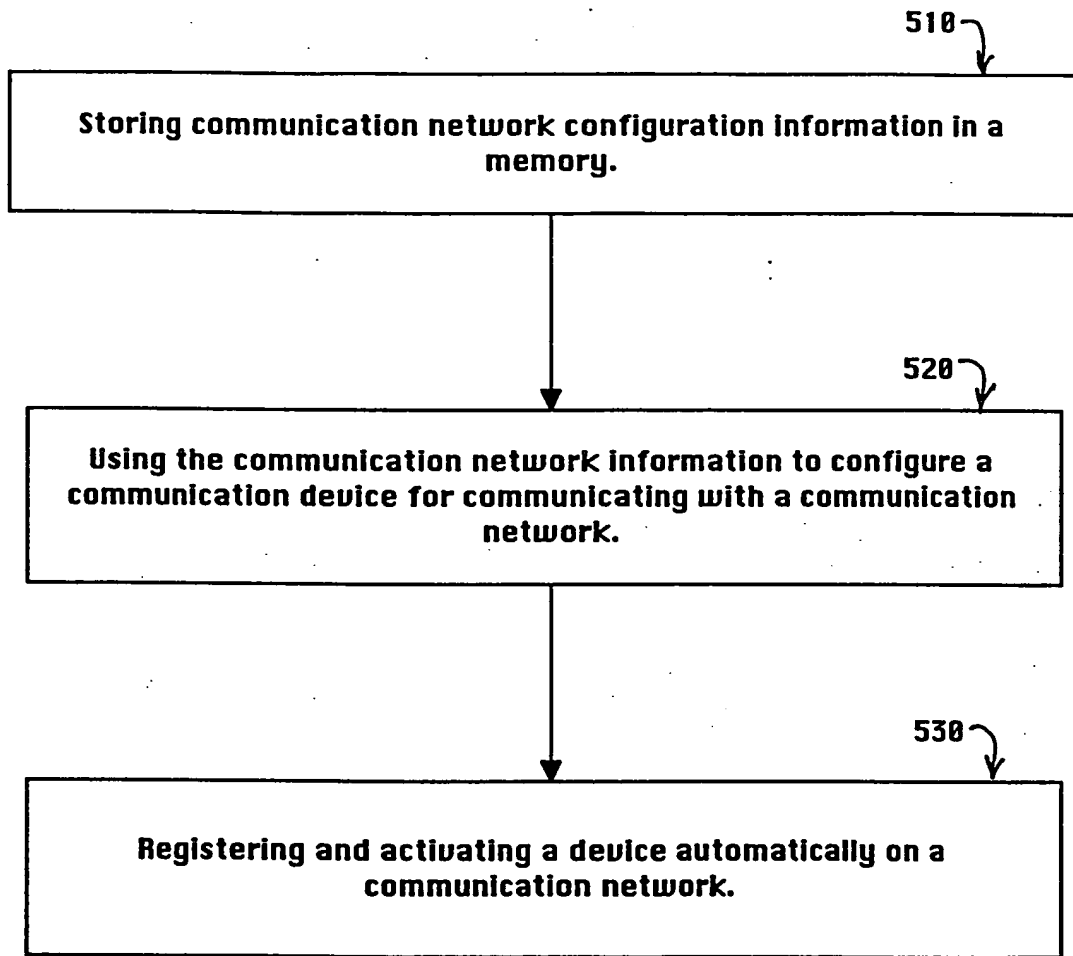 510
Storing communication network configuration information in a
memory.
520
Using the communication network information to configure a
communication device for communicating with a communication
network.
530
Registering and activating a device automatically on a
communication network.